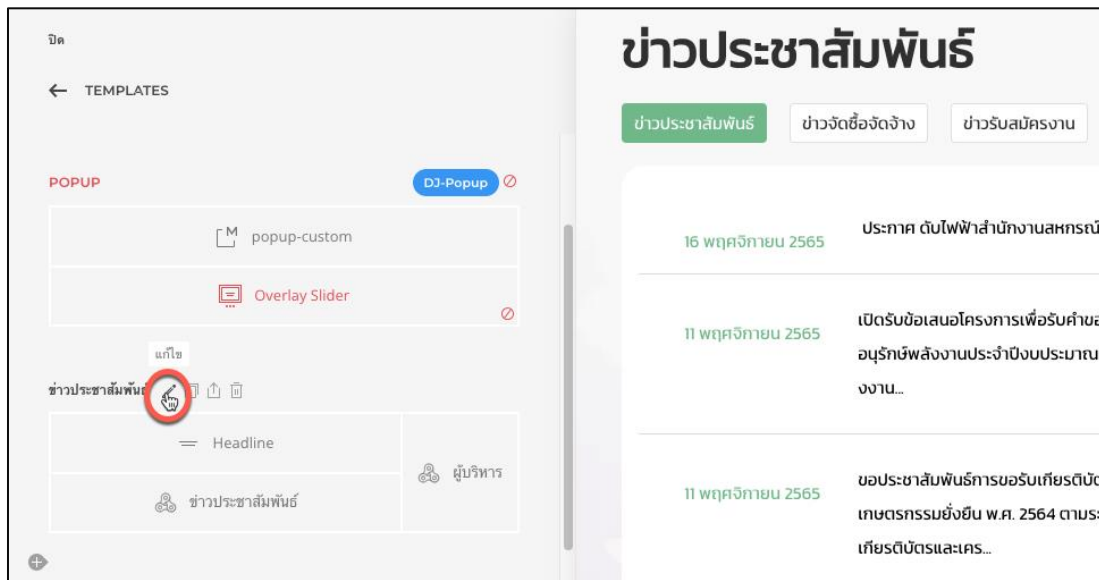 ปิด
TEMPLATES
POPUP
DJ-Popup
popup-custom
Overlay Slider
แก้ไข
ข่าวประชาสัมพันธ์
Headline
ผู้บริหาร
ข่าวประชาสัมพันธ์
ข่าวประชาสัมพันธ์
ข่าวประชาสัมพันธ์ ข่าวจัดซื้อจัดจ้าง ข่าวรับสมัครงาน
16 พฤศจิกายน 2565
ประกาศ ดับไฟฟ้าสำนักงานสหกรณ์
11 พฤศจิกายน 2565
เปิดรับข้อเสนอโครงการเพื่อรับคำขอ
อนุรักษ์พลังงานประจำปีงบประมาณ
งงาน...
11 พฤศจิกายน 2565
ขอประชาสัมพันธ์การขอรับเกียรติบัต
เกษตรกรรมยั่งยืน พ.ศ. 2564 ตามระ
เกียรติบัตรและเคร...